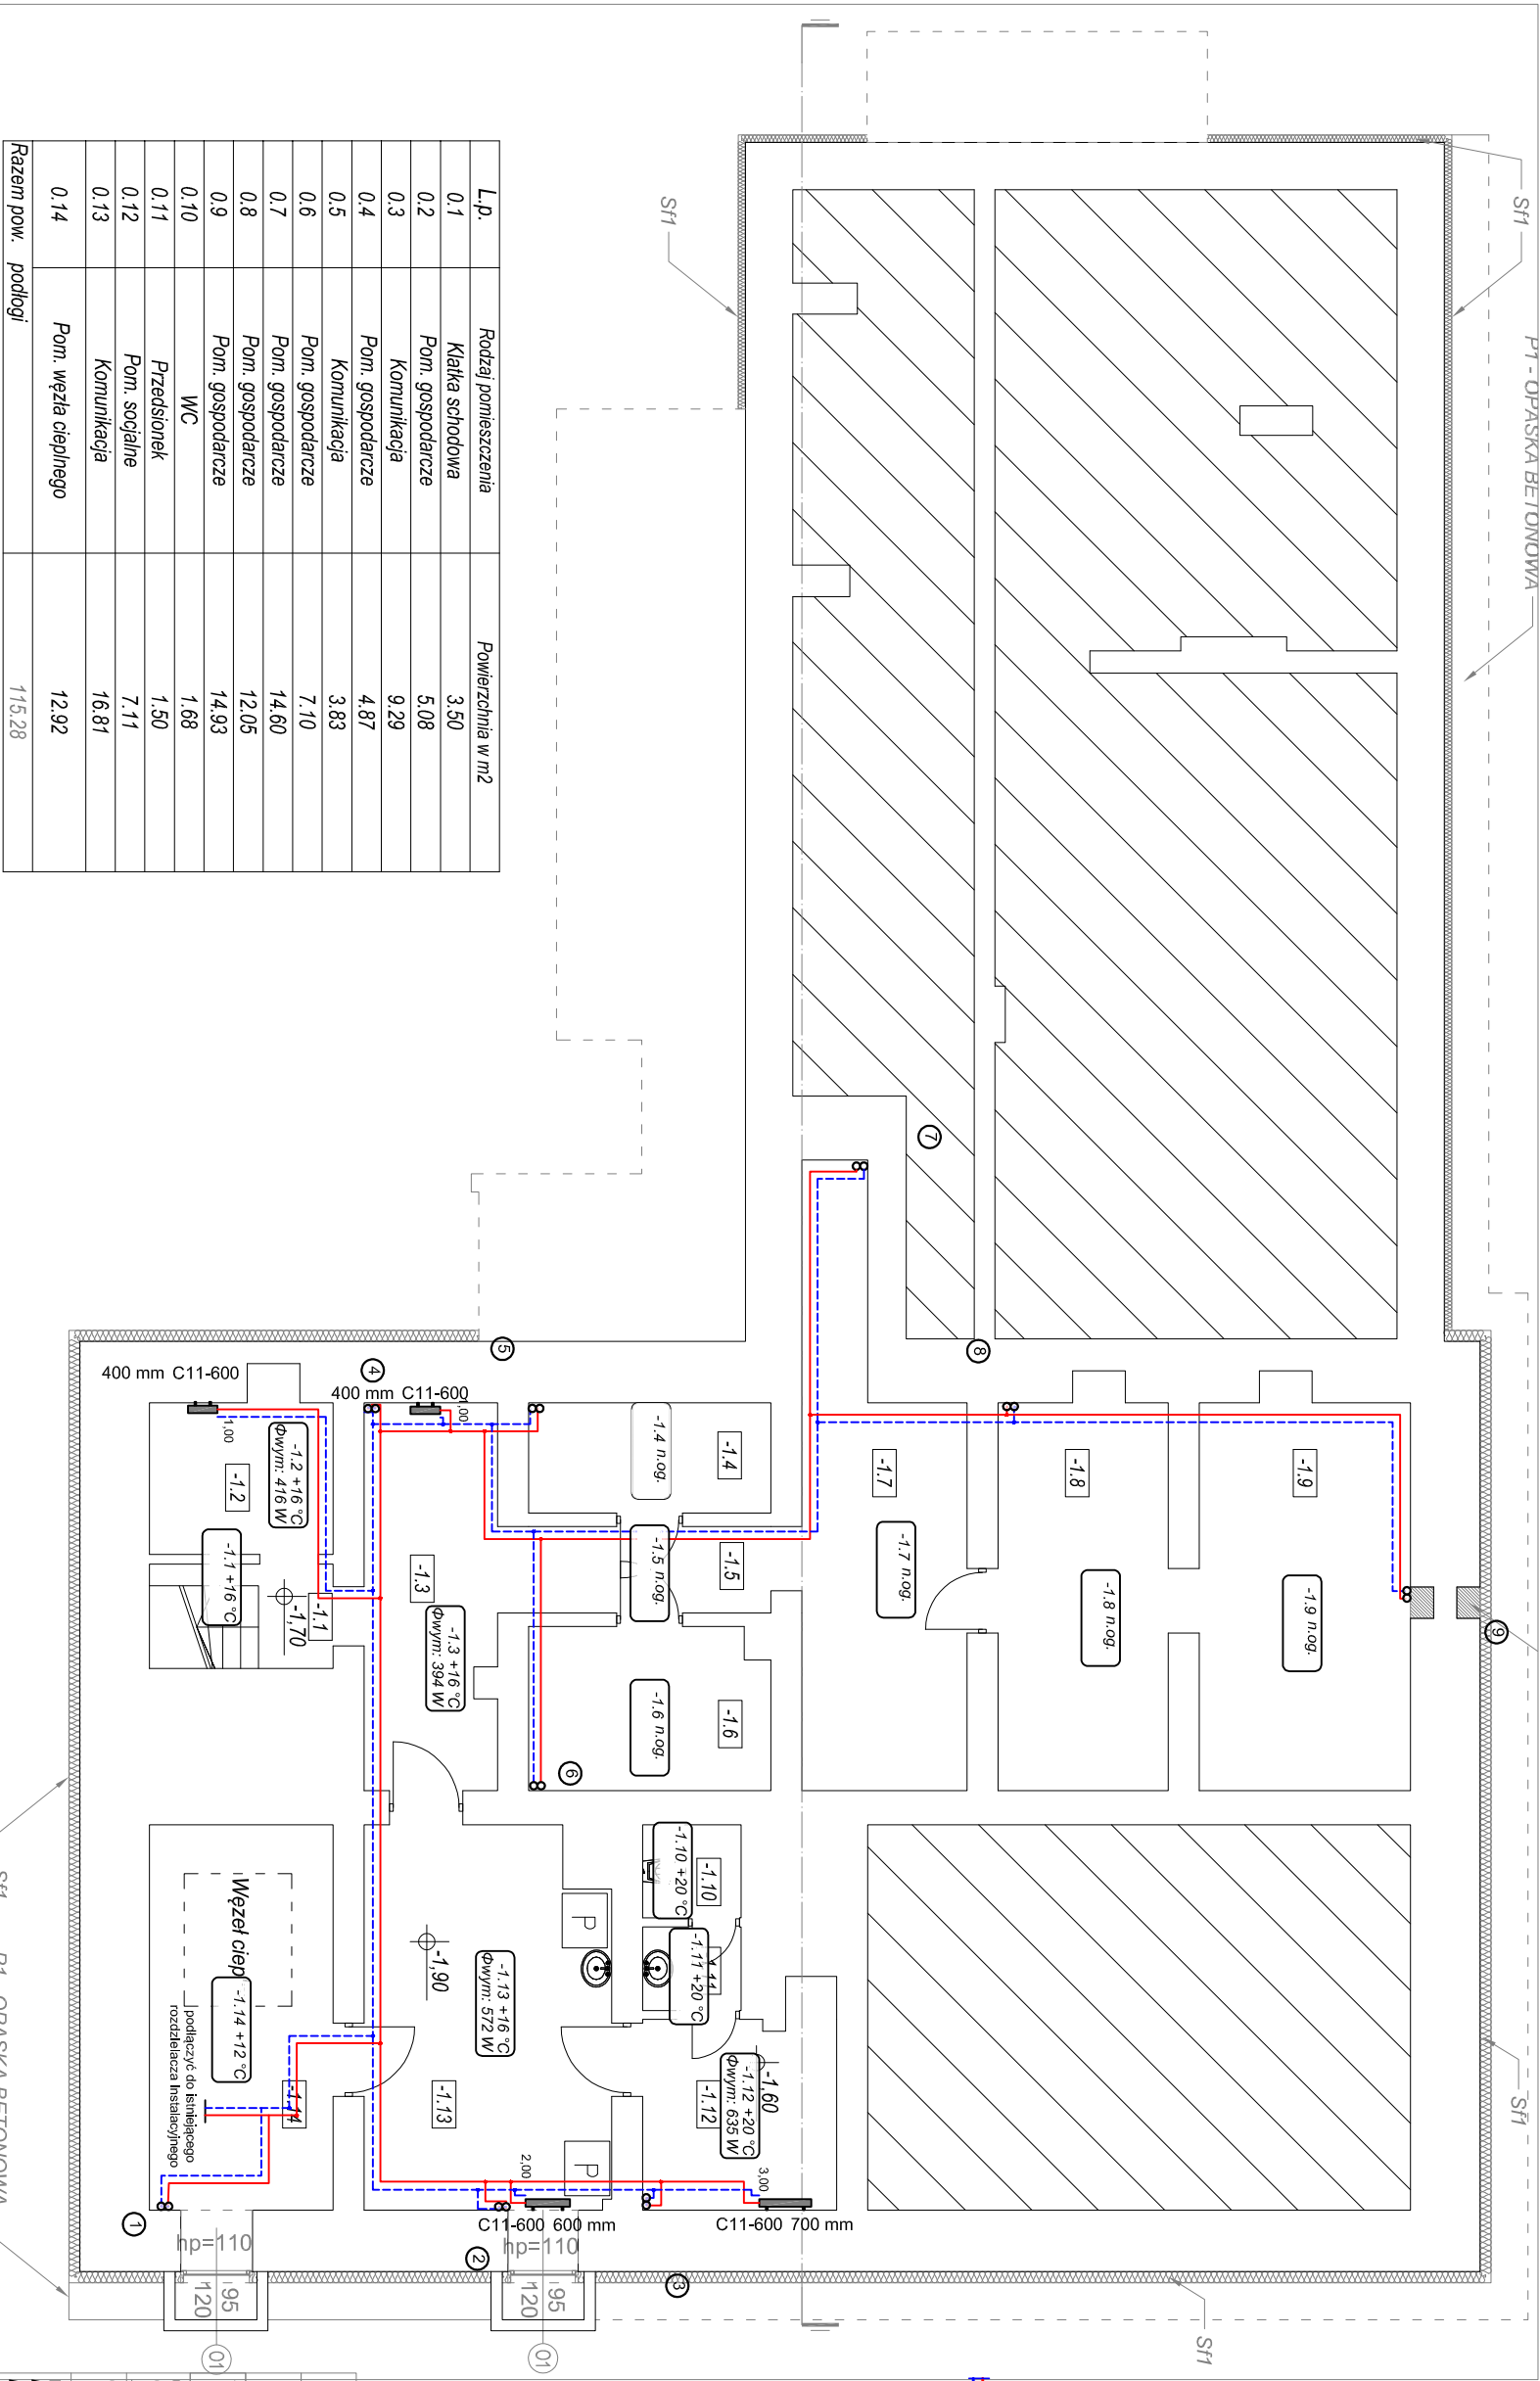 L.p. Rodzaj pomieszczenia Powierzchnia w m2
0.1 Klatka schodowa 3.50
0.2 Pom. gospodarcze 5.08
0.3 Komunikacja 9.29
0.4 Pom. gospodarcze 4.87
0.5 Komunikacja 3.83
0.6 Pom. gospodarcze 7.10
0.7 Pom. gospodarcze 14.60
0.8 Pom. gospodarcze 12.05
0.9 Pom. gospodarcze 14.93
0.10 WC 1.68
0.11 Przedsionek 1.50
0.12 Pom. socjalne 7.11
0.13 Komunikacja 16.81
0.14 Pom. węzła cieplnego 12.92
Razem pow. podłogi 115.28
Sf1
Sf1
P1 - OPASKA BETONOWA
7
8
5
4
9
6
1
2
3
400 mm C11-600
400 mm C11-600
1,00
1,00
-1.2 +16 °C
Φwym: 416 W
-1.2
-1.1 +16 °C
-1.1
-1,70
-1.3
-1.3 +16 °C
Φwym: 394 W
-1.4 n.og.
-1.4
-1.5 n.og.
-1.5
-1.6 n.og.
-1.6
-1.7
-1.7 n.og.
-1.8
-1.8 n.og.
-1.9
-1.9 n.og.
-1.10 +20 °C
-1.10
-1.11 +20 °C
-1.11
-1.12 +20 °C
Φwym: 635 W
-1.12
-1,60
-1.13 +16 °C
Φwym: 572 W
-1.13
-1,90
P
P
Węzeł ciep
-1.14 +12 °C
-1.14
podłączyć do istniejącego
rozdzielacza Instalacyjnego
2,00
3,00
C11-600 600 mm
C11-600 700 mm
hp=110
hp=110
95
120
95
120
01
01
Sf1
Sf1
Sf1
P1 - OPASKA BETONOWA